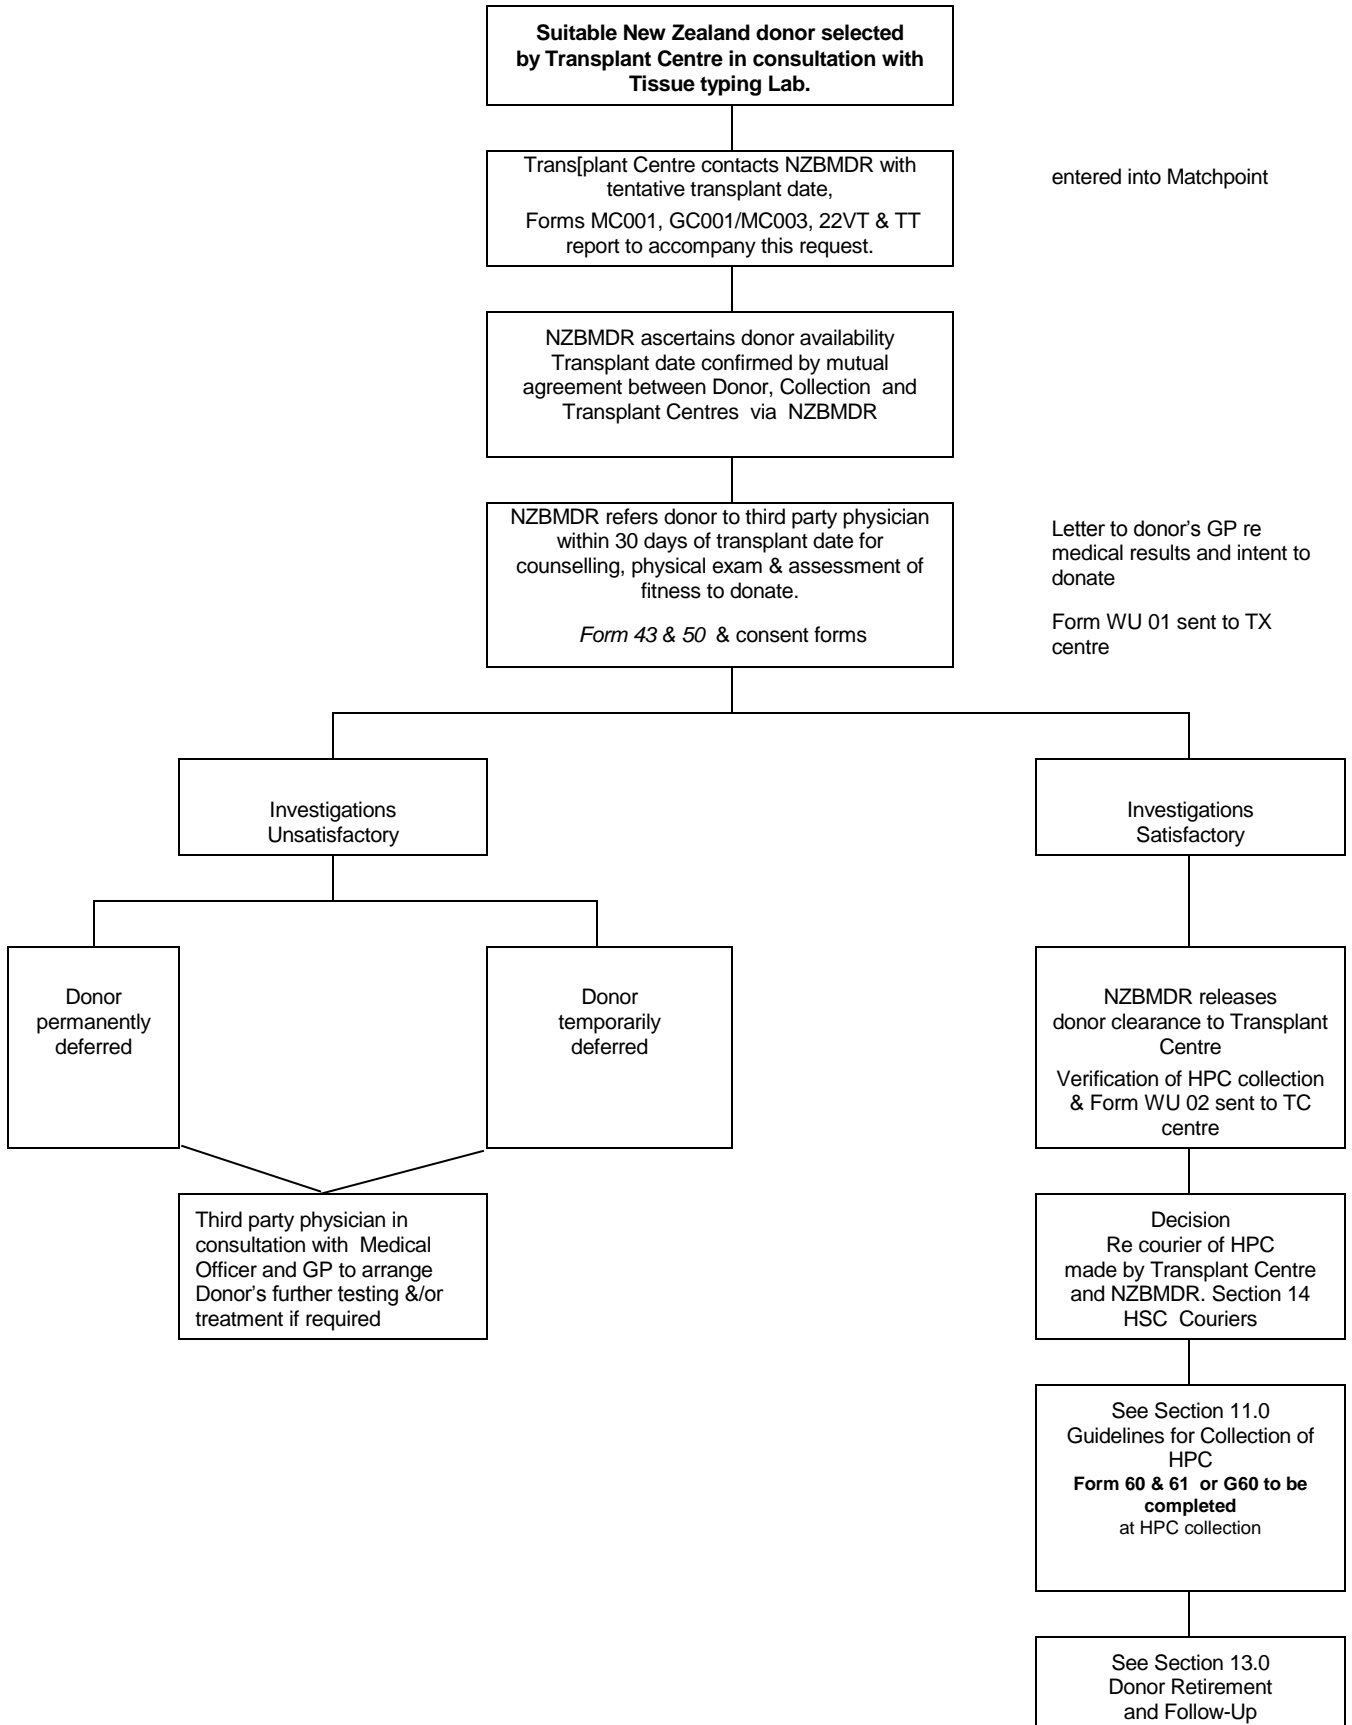 Suitable New Zealand donor selected
by Transplant Centre in consultation with
Tissue typing Lab.
Trans[plant Centre contacts NZBMDR with
tentative transplant date,
Forms MC001, GC001/MC003, 22VT & TT
report to accompany this request.
entered into Matchpoint
NZBMDR ascertains donor availability
Transplant date confirmed by mutual
agreement between Donor, Collection and
Transplant Centres via NZBMDR
NZBMDR refers donor to third party physician
within 30 days of transplant date for
counselling, physical exam & assessment of
fitness to donate.
Form 43 & 50 & consent forms
Letter to donor's GP re
medical results and intent to
donate
Form WU 01 sent to TX
centre
Investigations
Unsatisfactory
Investigations
Satisfactory
Donor
permanently
deferred
Donor
temporarily
deferred
NZBMDR releases
donor clearance to Transplant
Centre
Verification of HPC collection
& Form WU 02 sent to TC
centre
Third party physician in
consultation with Medical
Officer and GP to arrange
Donor's further testing &/or
treatment if required
Decision
Re courier of HPC
made by Transplant Centre
and NZBMDR. Section 14
HSC Couriers
See Section 11.0
Guidelines for Collection of
HPC
Form 60 & 61 or G60 to be
completed
at HPC collection
See Section 13.0
Donor Retirement
and Follow-Up